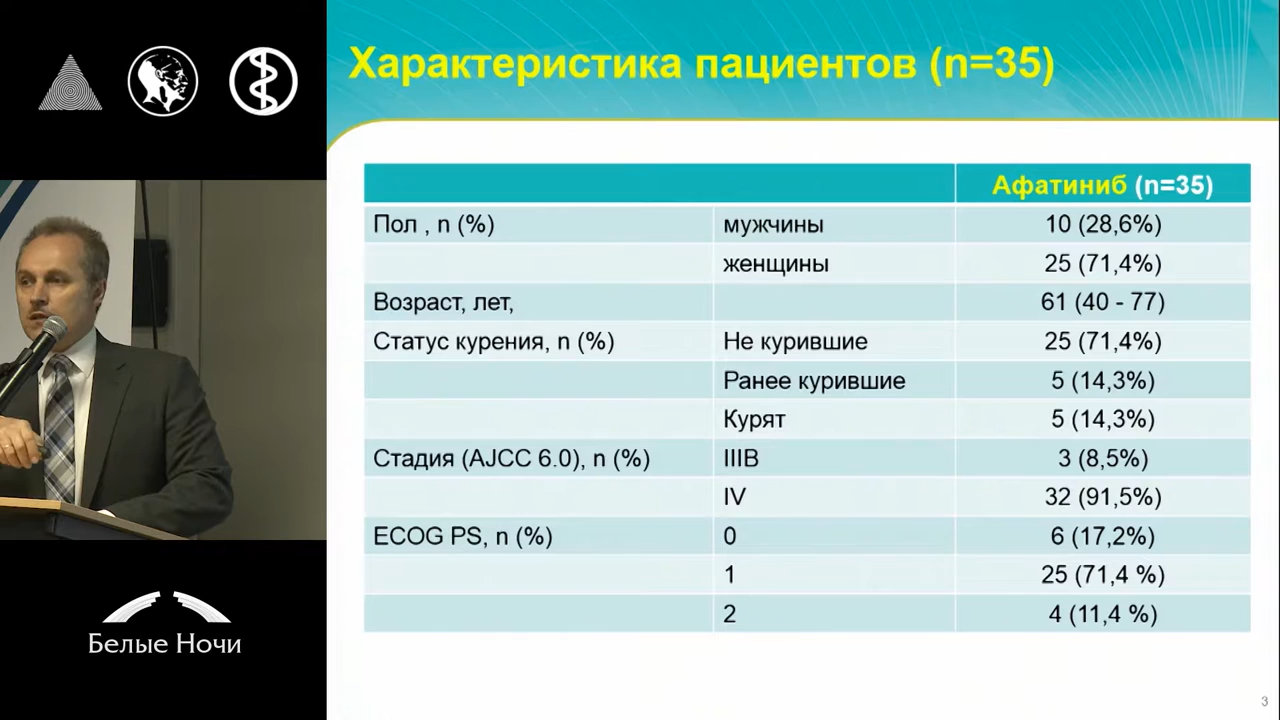 Характеристика пациентов (n=35)
Афатиниб (n=35)
Пол , n (%) мужчины 10 (28,6%)
женщины 25 (71,4%)
Возраст, лет, 61 (40 - 77)
Статус курения, n (%) Не курившие 25 (71,4%)
Ранее курившие 5 (14,3%)
Курят 5 (14,3%)
Стадия (AJCC 6.0), n (%) IIIB 3 (8,5%)
IV 32 (91,5%)
ECOG PS, n (%) 0 6 (17,2%)
1 25 (71,4 %)
2 4 (11,4 %)
Белые Ночи
3